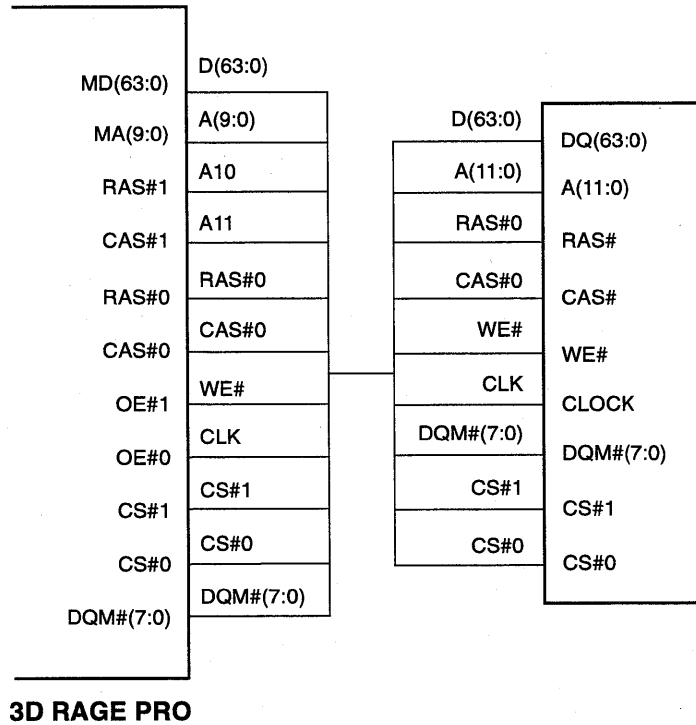 MD(63:0)
D(63:0)
MA(9:0)
A(9:0)
RAS#1
A10
CAS#1
A11
RAS#0
RAS#0
CAS#0
CAS#0
OE#1
WE#
OE#0
CLK
CS#1
CS#1
CS#0
CS#0
DQM#(7:0)
DQM#(7:0)
3D RAGE PRO
D(63:0)
DQ(63:0)
A(11:0)
A(11:0)
RAS#0
RAS#
CAS#0
CAS#
WE#
WE#
CLK
CLOCK
DQM#(7:0)
DQM#(7:0)
CS#1
CS#1
CS#0
CS#0